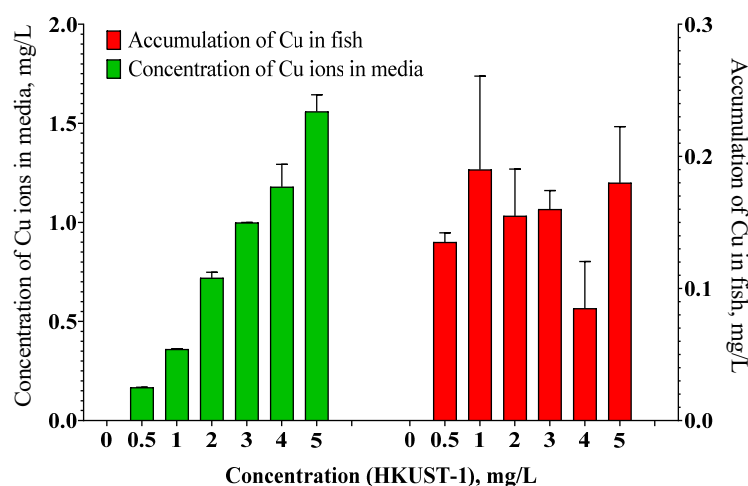 Accumulation of Cu in fish
Concentration of Cu ions in media
Concentration of Cu ions in media, mg/L
2.0
1.5
1.0
0.5
0.0
0.3
0.2
0.1
0.0
Accumulation of Cu in fish, mg/L
0 0.5 1 2 3 4 5 0 0.5 1 2 3 4 5
Concentration (HKUST-1), mg/L